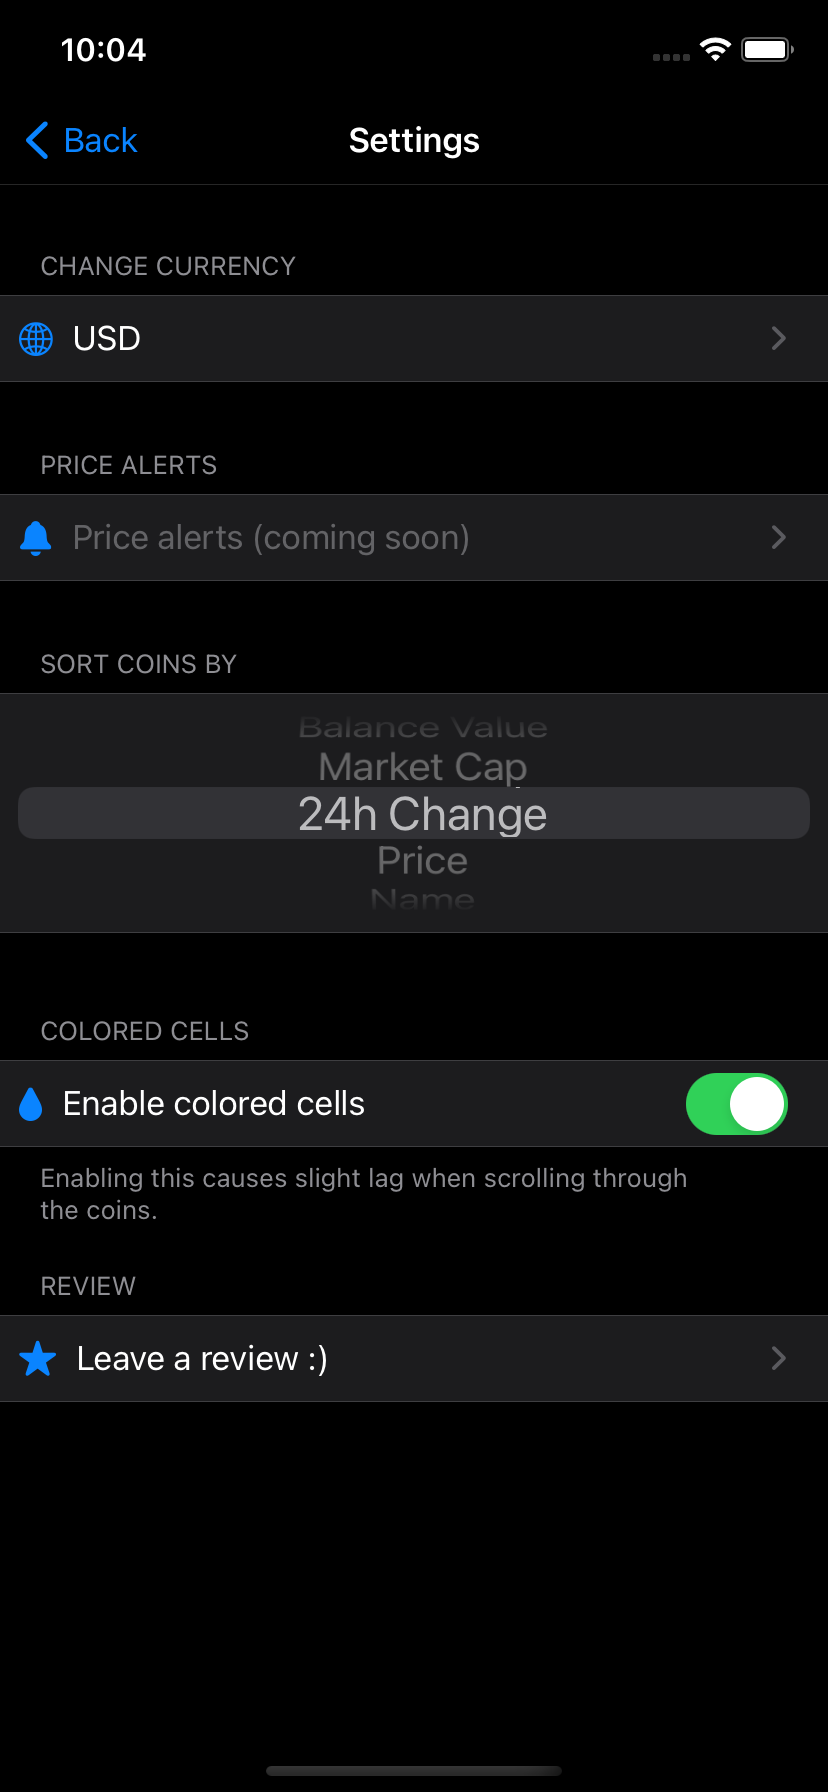 10:04
Back
Settings
CHANGE CURRENCY
USD
PRICE ALERTS
Price alerts (coming soon)
SORT COINS BY
Balance Value
Market Cap
24h Change
Price
Name
COLORED CELLS
Enable colored cells
Enabling this causes slight lag when scrolling through
the coins.
REVIEW
Leave a review :)